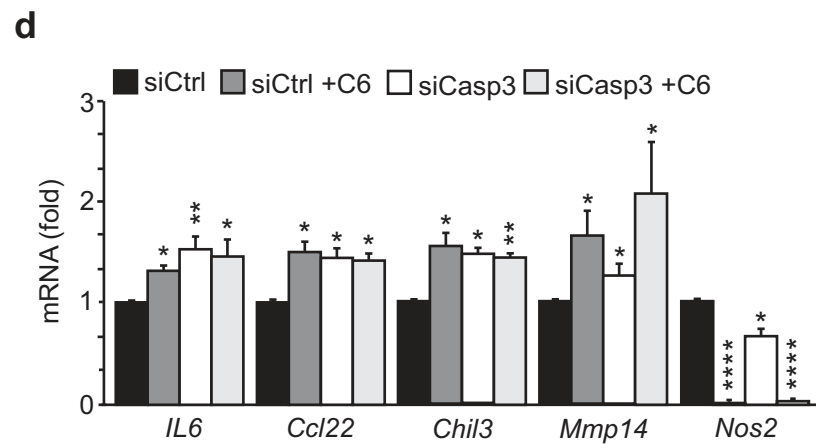 d
siCtrl siCtrl +C6 siCasp3 siCasp3 +C6
mRNA (fold)
3
2
1
0
* ** * * * * * * ** * * * **** * ****
IL6 Ccl22 Chil3 Mmp14 Nos2